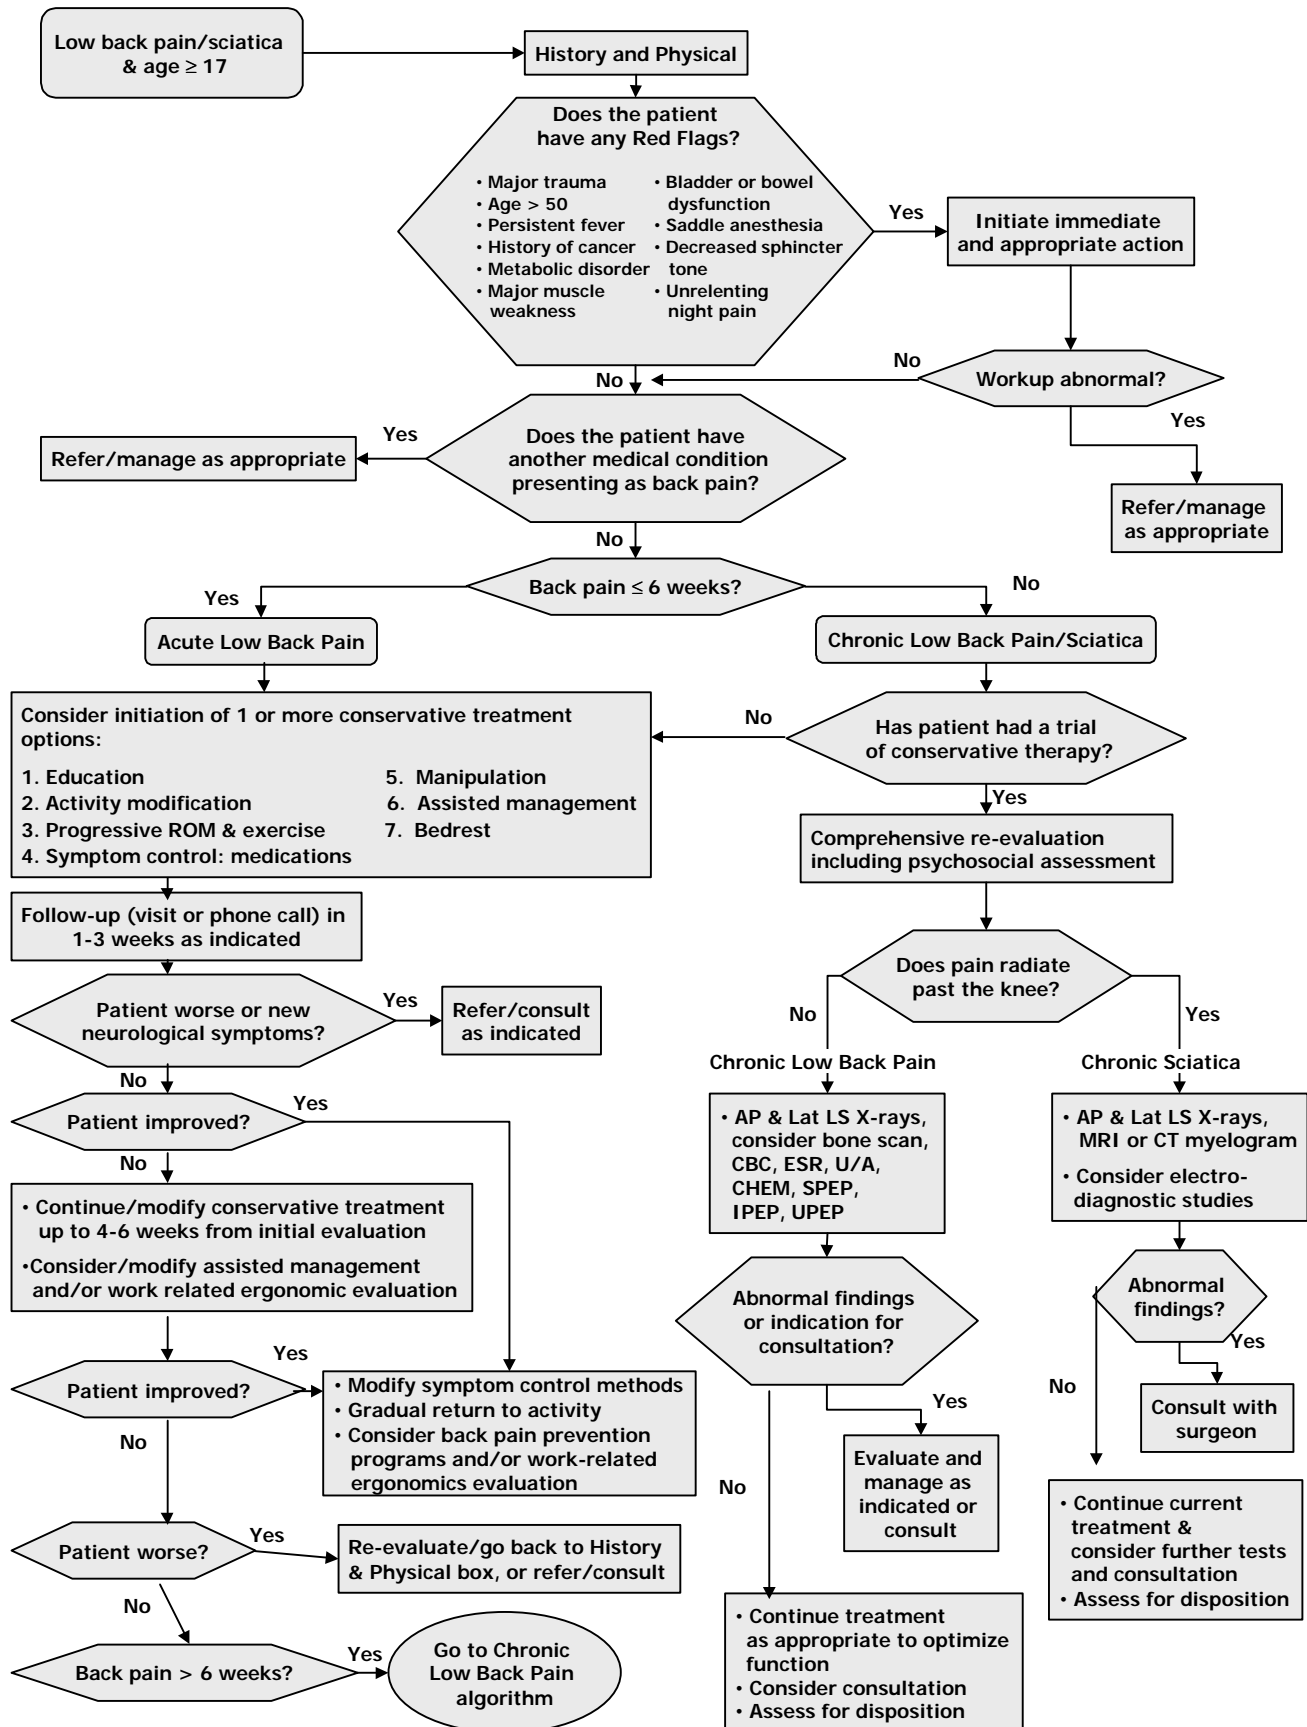 Low back pain/sciatica
& age ≥ 17
History and Physical
Does the patient
have any Red Flags?
• Major trauma
• Age > 50
• Persistent fever
• History of cancer
• Metabolic disorder
• Major muscle
weakness
• Bladder or bowel
dysfunction
• Saddle anesthesia
• Decreased sphincter
tone
• Unrelenting
night pain
Yes
Initiate immediate
and appropriate action
No
No
Workup abnormal?
Yes
Refer/manage
as appropriate
Does the patient have
another medical condition
presenting as back pain?
Yes
Refer/manage as appropriate
No
Back pain ≤ 6 weeks?
Yes
No
Acute Low Back Pain
Chronic Low Back Pain/Sciatica
Consider initiation of 1 or more conservative treatment
options:
1. Education
2. Activity modification
3. Progressive ROM & exercise
4. Symptom control: medications
5. Manipulation
6. Assisted management
7. Bedrest
No
Has patient had a trial
of conservative therapy?
Yes
Comprehensive re-evaluation
including psychosocial assessment
Follow-up (visit or phone call) in
1-3 weeks as indicated
Does pain radiate
past the knee?
Patient worse or new
neurological symptoms?
Yes
Refer/consult
as indicated
No
Yes
No
Chronic Low Back Pain
Chronic Sciatica
Patient improved?
Yes
No
• AP & Lat LS X-rays,
consider bone scan,
CBC, ESR, U/A,
CHEM, SPEP,
IPEP, UPEP
• AP & Lat LS X-rays,
MRI or CT myelogram
• Consider electro-
diagnostic studies
• Continue/modify conservative treatment
up to 4-6 weeks from initial evaluation
•Consider/modify assisted management
and/or work related ergonomic evaluation
Abnormal findings
or indication for
consultation?
Abnormal
findings?
Yes
No
Consult with
surgeon
Patient improved?
Yes
• Modify symptom control methods
• Gradual return to activity
• Consider back pain prevention
programs and/or work-related
ergonomics evaluation
No
Yes
No
Evaluate and
manage as
indicated or
consult
• Continue current
treatment &
consider further tests
and consultation
• Assess for disposition
Patient worse?
Yes
Re-evaluate/go back to History
& Physical box, or refer/consult
No
Back pain > 6 weeks?
Yes
Go to Chronic
Low Back Pain
algorithm
• Continue treatment
as appropriate to optimize
function
• Consider consultation
• Assess for disposition